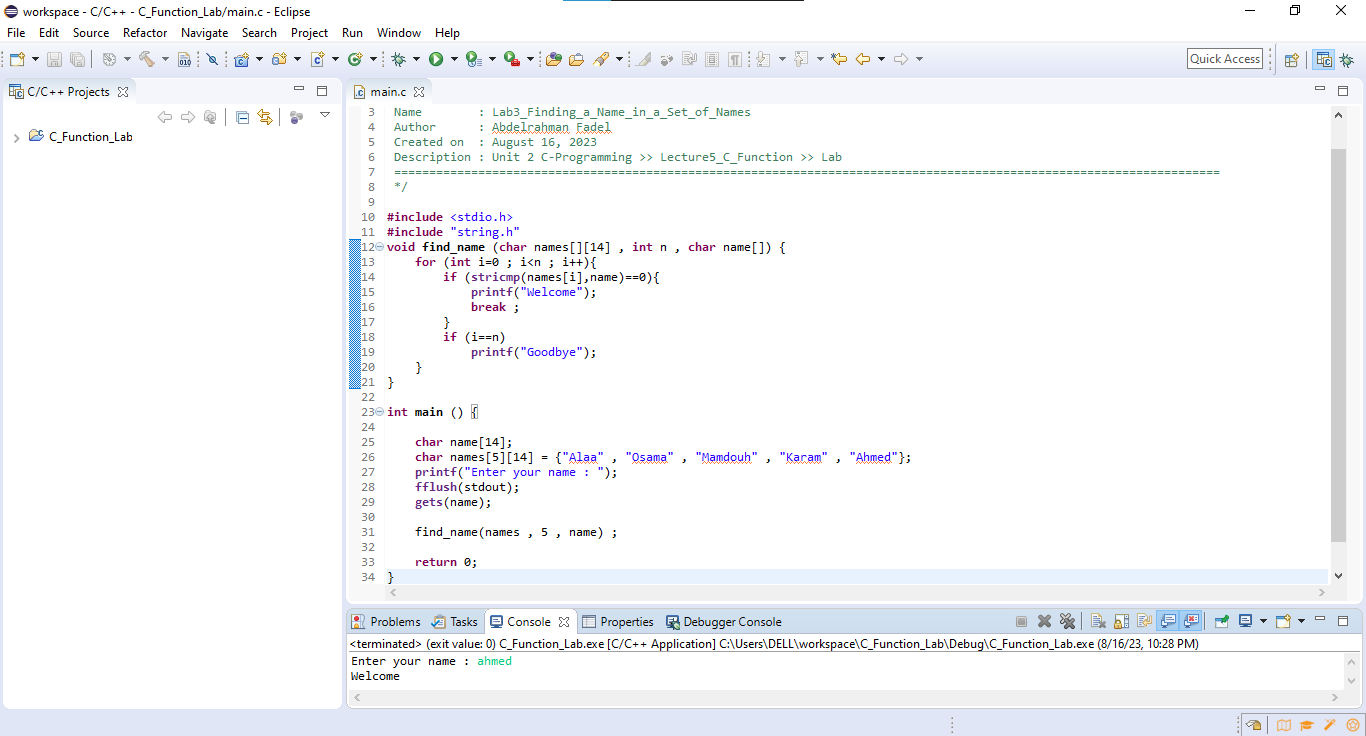 workspace - C/C++ - C_Function_Lab/main.c - Eclipse
File Edit Source Refactor Navigate Search Project Run Window Help
Quick Access
C/C++ Projects
C_Function_Lab
main.c
3 Name : Lab3_Finding_a_Name_in_a_Set_of_Names
4 Author : Abdelrahman Fadel
5 Created on : August 16, 2023
6 Description : Unit 2 C-Programming >> Lecture5_C_Function >> Lab
7 ======================================================================================================================
8 */
9
10 #include <stdio.h>
11 #include "string.h"
12 void find_name (char names[][14] , int n , char name[]) {
13 for (int i=0 ; i<n ; i++){
14 if (stricmp(names[i],name)==0){
15 printf("Welcome");
16 break ;
17 }
18 if (i==n)
19 printf("Goodbye");
20 }
21 }
22
23 int main () {
24
25 char name[14];
26 char names[5][14] = {"Alaa" , "Osama" , "Mamdouh" , "Karam" , "Ahmed"};
27 printf("Enter your name : ");
28 fflush(stdout);
29 gets(name);
30
31 find_name(names , 5 , name) ;
32
33 return 0;
34 }
Problems Tasks Console Properties Debugger Console
<terminated> (exit value: 0) C_Function_Lab.exe [C/C++ Application] C:\Users\DELL\workspace\C_Function_Lab\Debug\C_Function_Lab.exe (8/16/23, 10:28 PM)
Enter your name : ahmed
Welcome